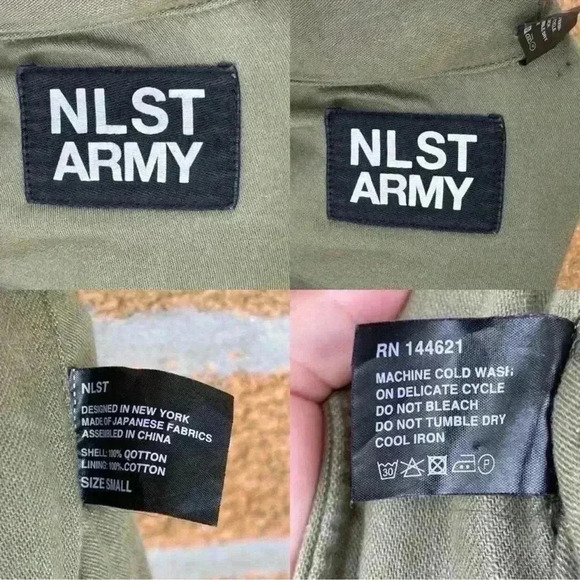 NLST
ARMY
NLST
ARMY
NLST
DESIGNED IN NEW YORK
MADE OF JAPANESE FABRICS
ASSEMBLED IN CHINA
SHELL: 100% COTTON
LINING: 100% COTTON
SIZE SMALL
RN 144621
MACHINE COLD WASH
ON DELICATE CYCLE
DO NOT BLEACH
DO NOT TUMBLE DRY
COOL IRON
30 P